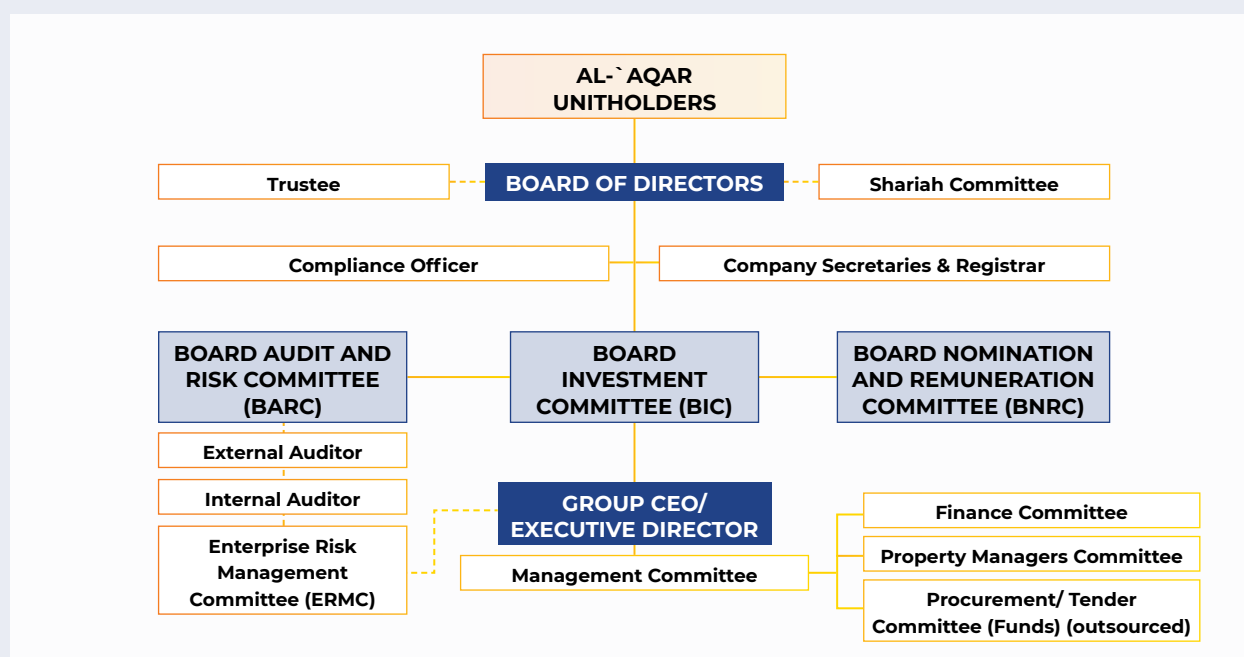 AL-`AQAR
UNITHOLDERS
Trustee
BOARD OF DIRECTORS
Shariah Committee
Compliance Officer
Company Secretaries & Registrar
BOARD AUDIT AND
RISK COMMITTEE
(BARC)
BOARD
INVESTMENT
COMMITTEE (BIC)
BOARD NOMINATION
AND REMUNERATION
COMMITTEE (BNRC)
External Auditor
Internal Auditor
Enterprise Risk
Management
Committee (ERMC)
GROUP CEO/
EXECUTIVE DIRECTOR
Management Committee
Finance Committee
Property Managers Committee
Procurement/ Tender
Committee (Funds) (outsourced)